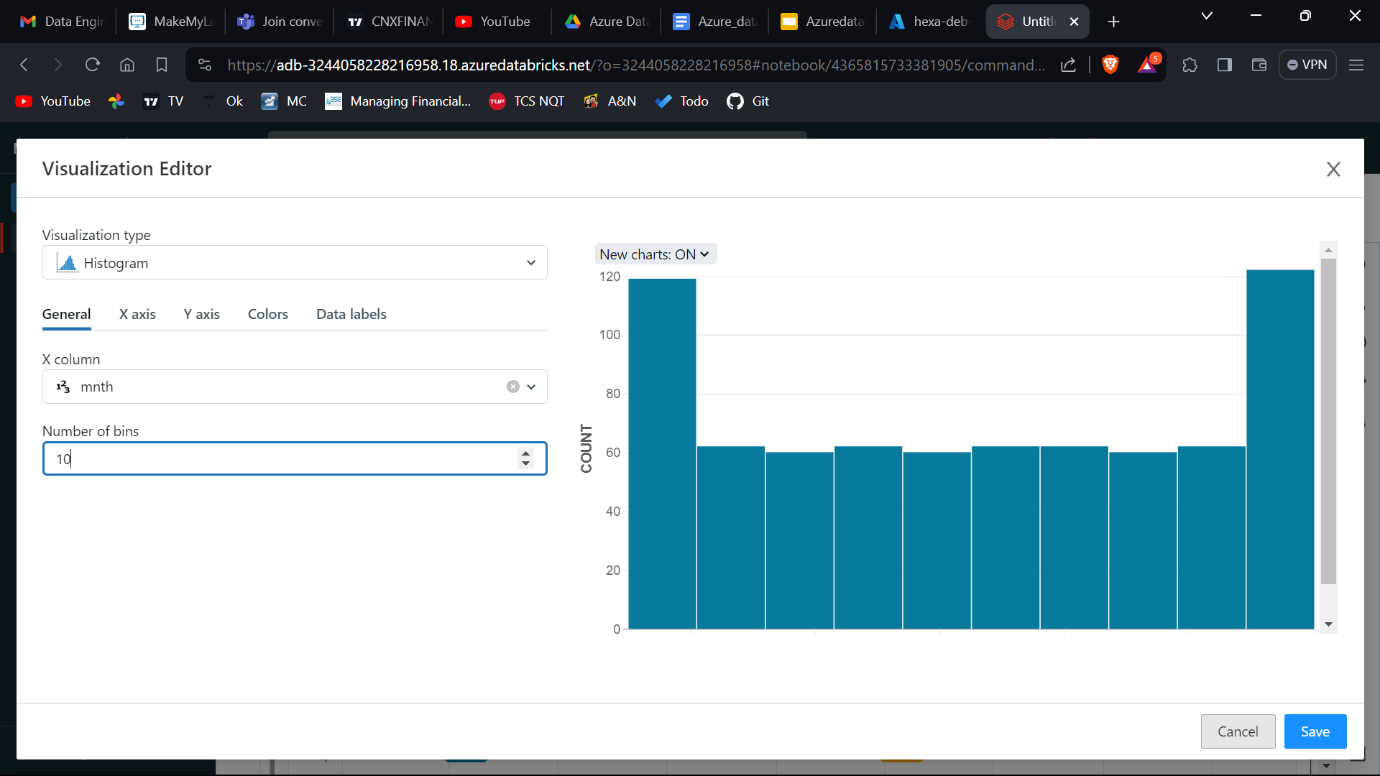 Data Engin
MakeMyLa
Join conve
CNXFINAN
YouTube
Azure Data
Azure_dat
Azuredata
hexa-deb-
Untitle
https://adb-3244058228216958.18.azuredatabricks.net/?o=3244058228216958#notebook/4365815733381905/command...
5
VPN
YouTube
TV
Ok
MC
Managing Financial...
TCS NQT
A&N
Todo
Git
Visualization Editor
Visualization type
Histogram
General X axis Y axis Colors Data labels
X column
mnth
Number of bins
10
New charts: ON
120
100
80
60
40
20
0
COUNT
Cancel
Save